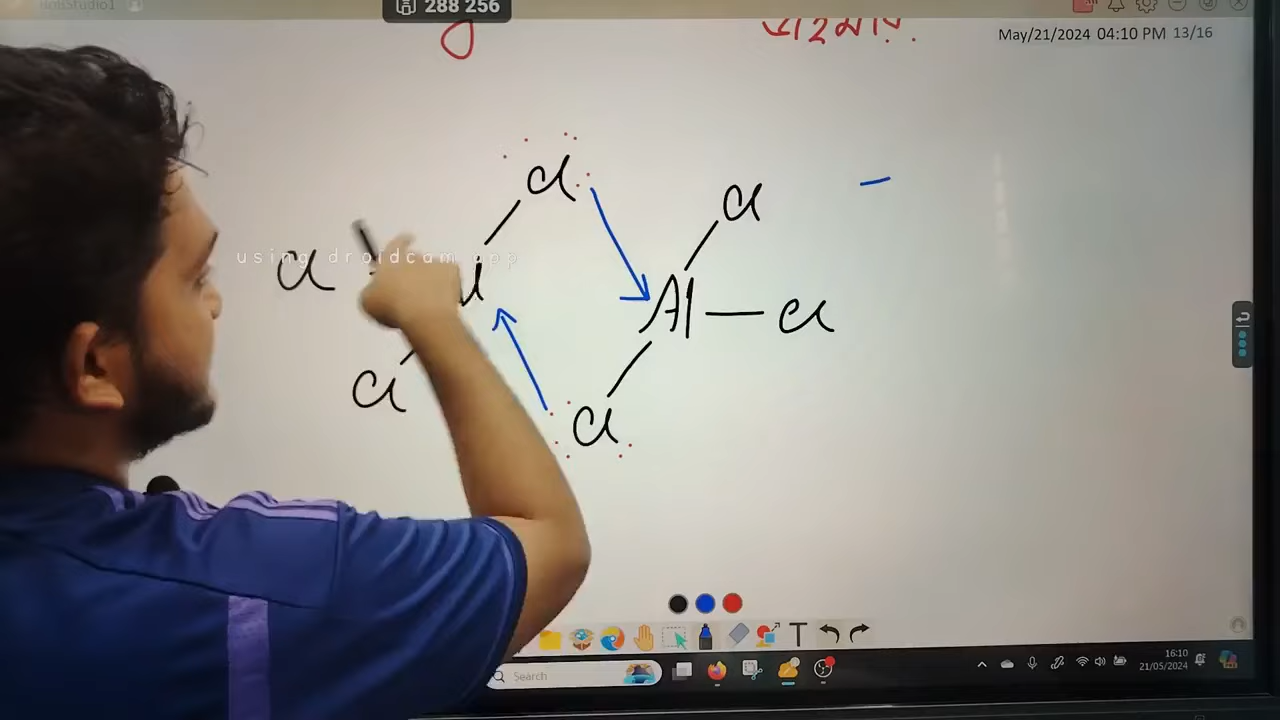 288 256
May/21/2024 04:10 PM 13/16
Cl
Cl
using droidcam app
Cl
Al — Cl
Cl
Cl
T
Search
16:10
21/05/2024